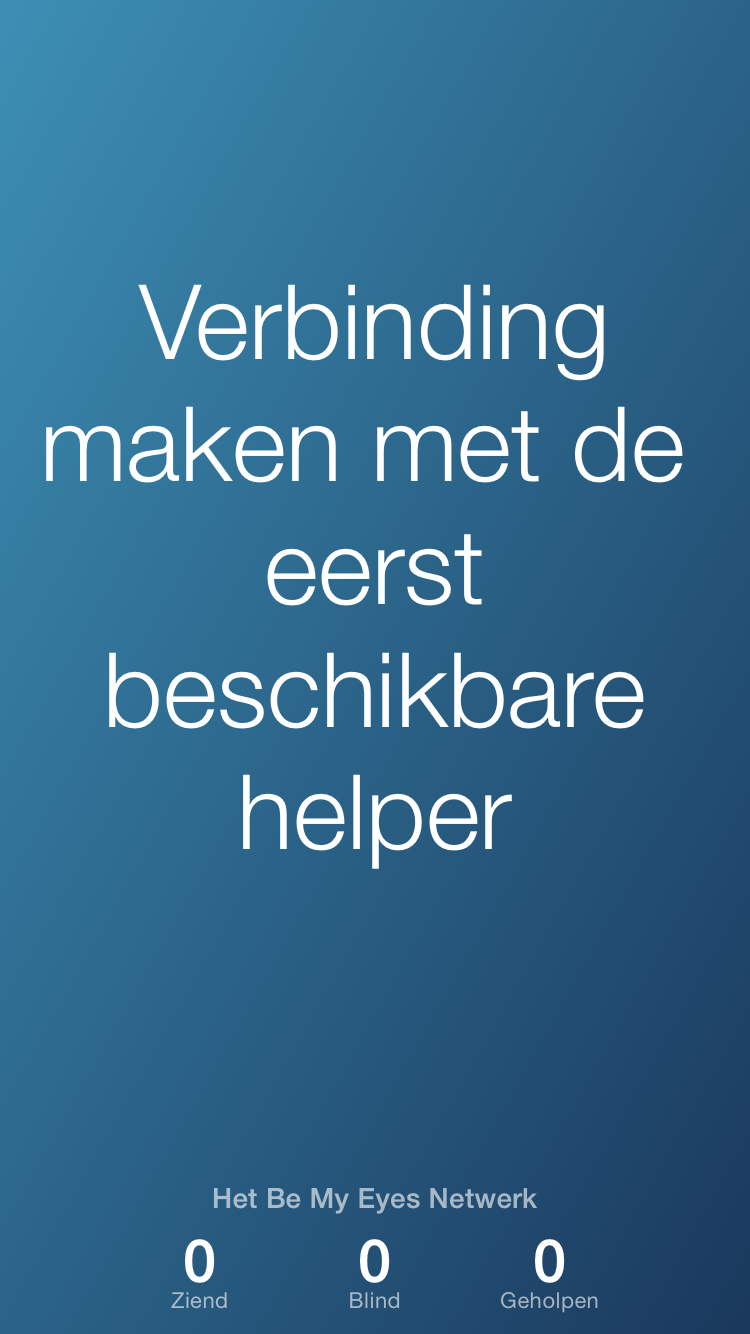 Verbinding
maken met de
eerst
beschikbare
helper
Het Be My Eyes Netwerk
0 0 0
Ziend Blind Geholpen